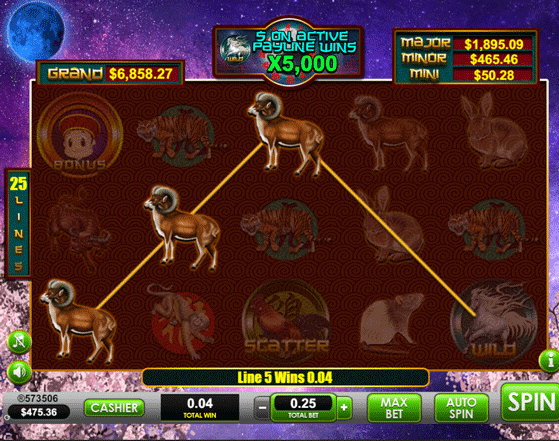 5 ON ACTIVE
PAYLINE WINS
WILD
X5,000
MAJOR $1,895.09
MINOR $465.46
MINI $50.28
GRAND $6,858.27
BONUS
25
LINES
SCATTER
WILD
Line 5 Wins 0.04
®573506
$475.36
CASHIER
0.04
TOTAL WIN
- 0.25 +
TOTAL BET
MAX
BET
AUTO
SPIN
SPIN
i